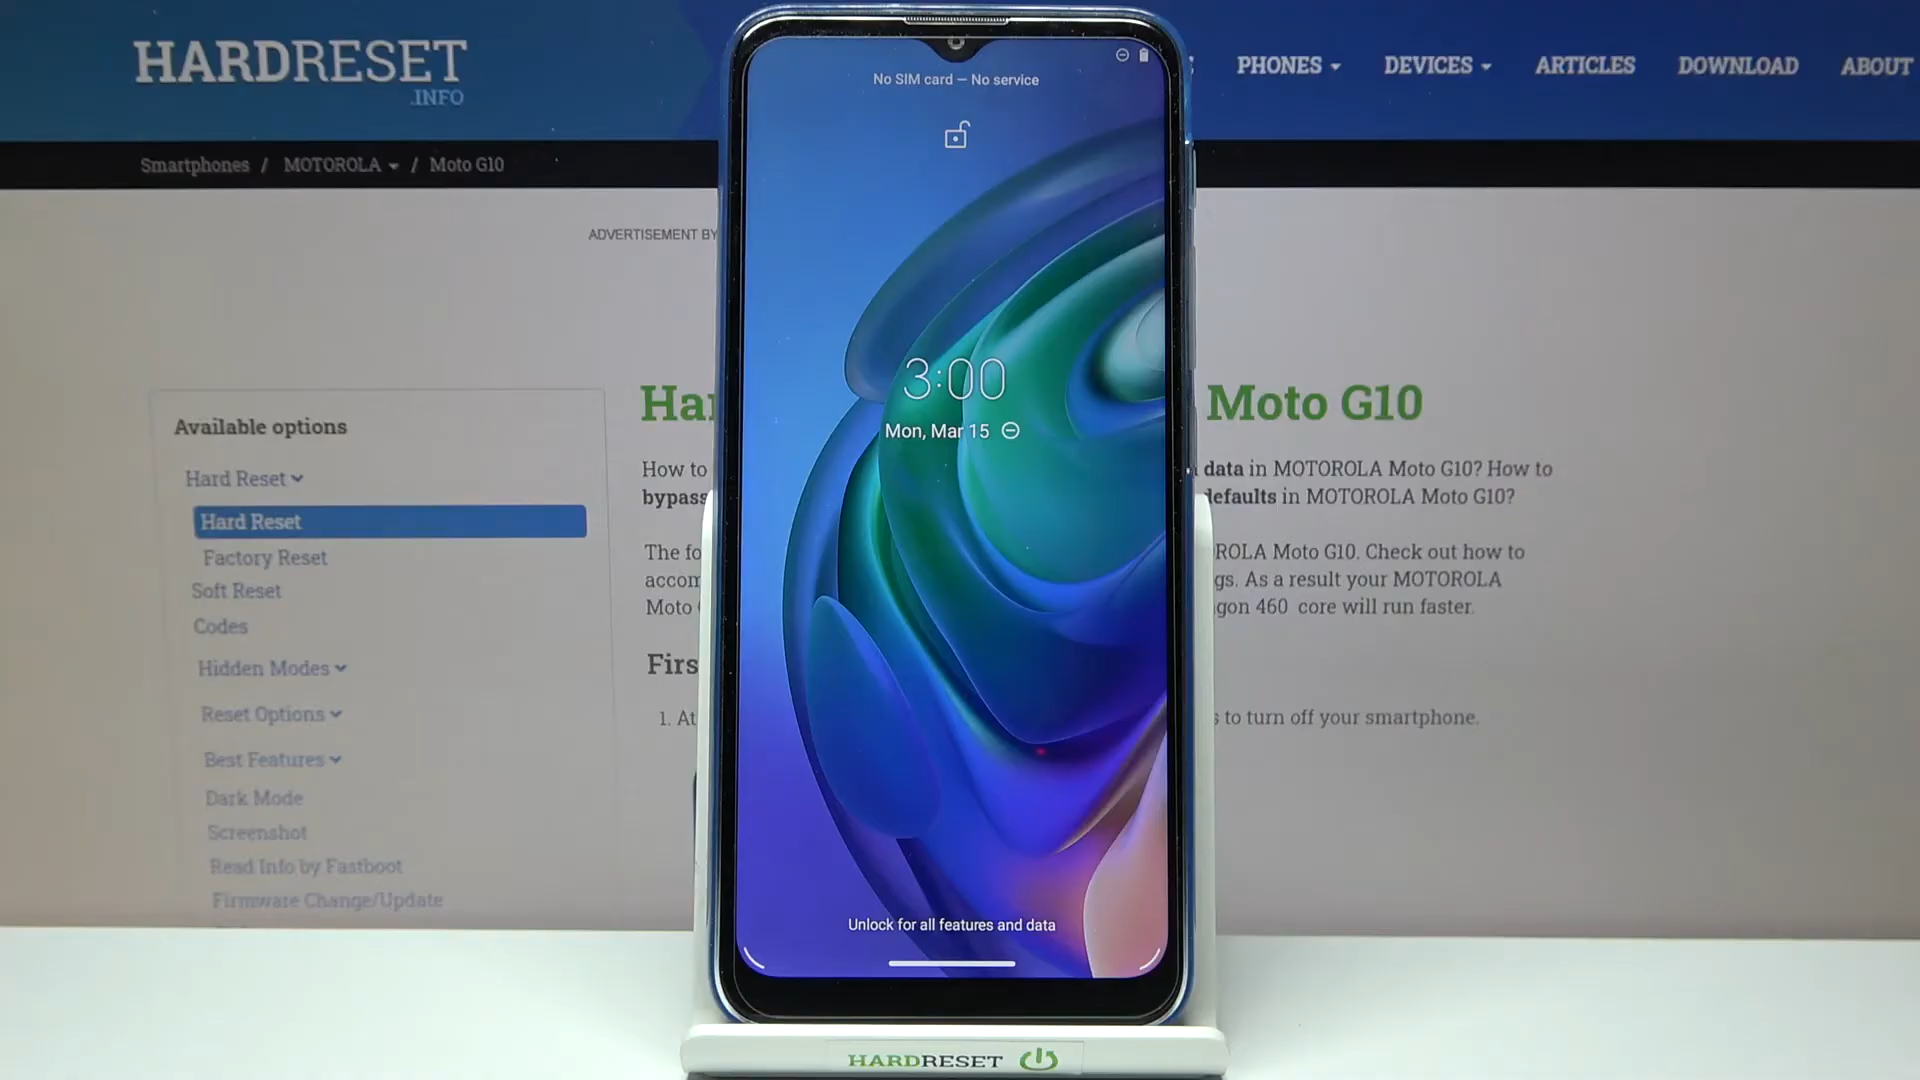 HARDRESET
.INFO
PHONES
DEVICES
ARTICLES
DOWNLOAD
ABOUT
Smartphones / MOTOROLA / Moto G10
ADVERTISEMENT BY
No SIM card — No service
3:00
Mon, Mar 15
Unlock for all features and data
Available options
Hard Reset
Hard Reset
Factory Reset
Soft Reset
Codes
Hidden Modes
Reset Options
Best Features
Dark Mode
Screenshot
Read Info by Fastboot
Firmware Change/Update
Moto G10
How to data in MOTOROLA Moto G10? How to
bypass defaults in MOTOROLA Moto G10?
The ROLA Moto G10. Check out how to
gs. As a result your MOTOROLA
Moto gon 460 core will run faster.
1. At to turn off your smartphone.
HARDRESET